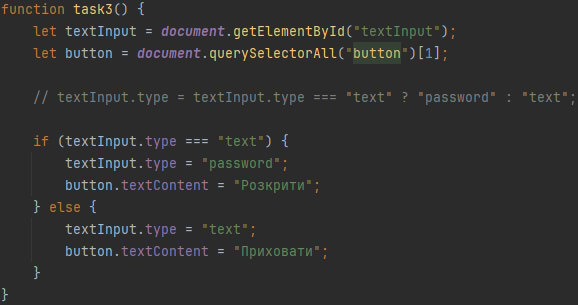 function task3() {
let textInput = document.getElementById("textInput");
let button = document.querySelectorAll("button")[1];
// textInput.type = textInput.type === "text" ? "password" : "text";
if (textInput.type === "text") {
textInput.type = "password";
button.textContent = "Розкрити";
} else {
textInput.type = "text";
button.textContent = "Приховати";
}
}